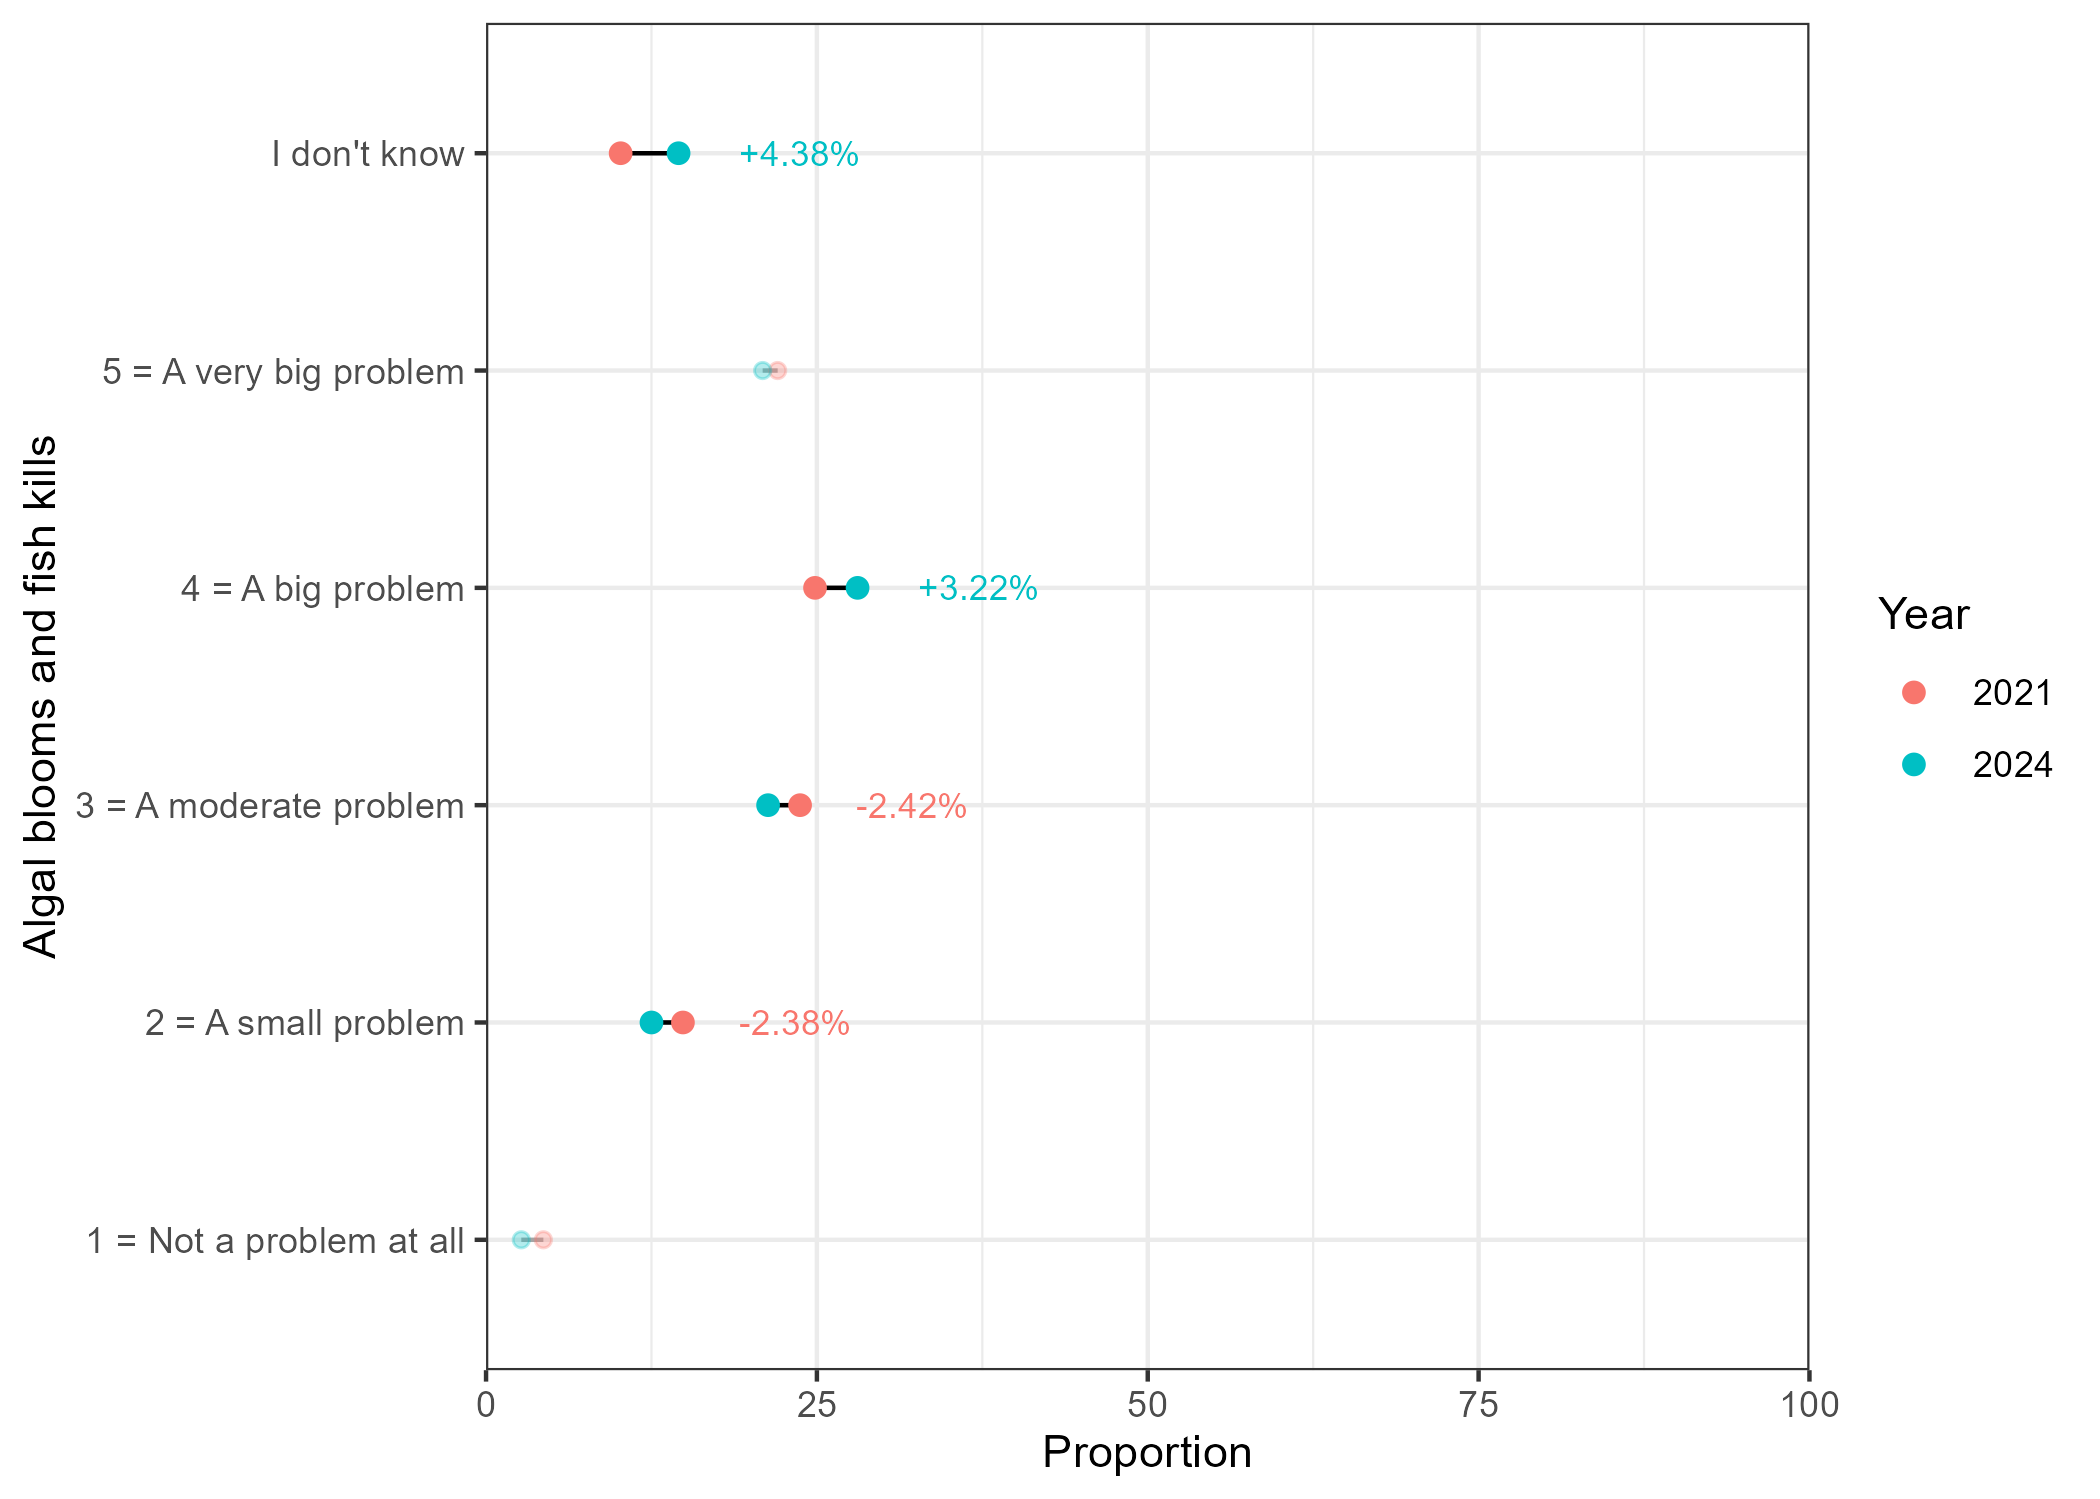 Algal blooms and fish kills
I don't know
+4.38%
5 = A very big problem
4 = A big problem
+3.22%
3 = A moderate problem
-2.42%
2 = A small problem
-2.38%
1 = Not a problem at all
0
25
50
75
100
Proportion
Year
2021
2024